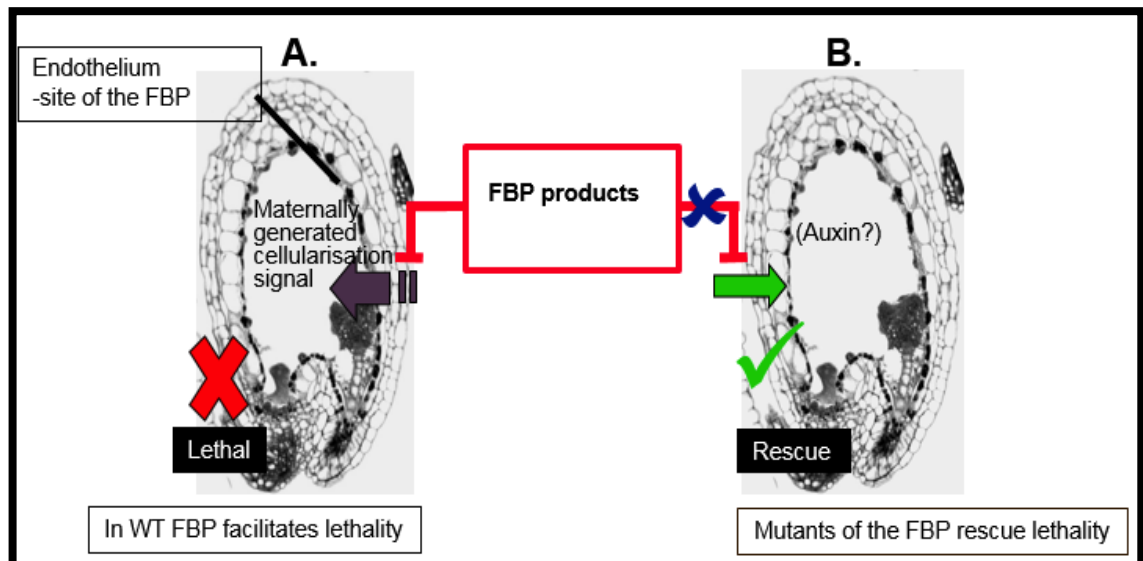 A.
B.
Endothelium
-site of the FBP
FBP products
Maternally
generated
cellularisation
signal
(Auxin?)
Lethal
Rescue
In WT FBP facilitates lethality
Mutants of the FBP rescue lethality